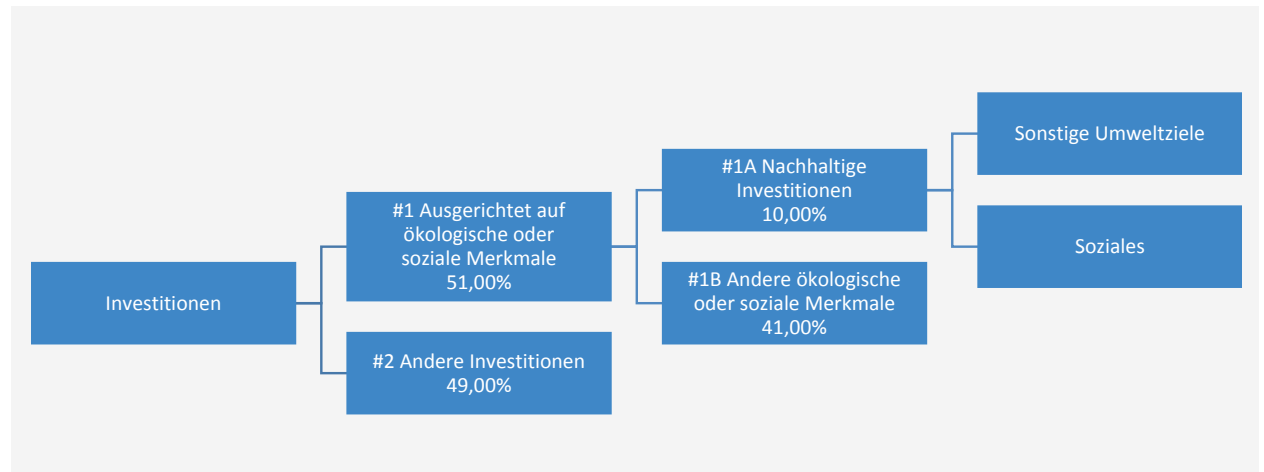 Investitionen
#1 Ausgerichtet auf
ökologische oder
soziale Merkmale
51,00%
#2 Andere Investitionen
49,00%
#1A Nachhaltige
Investitionen
10,00%
#1B Andere ökologische
oder soziale Merkmale
41,00%
Sonstige Umweltziele
Soziales